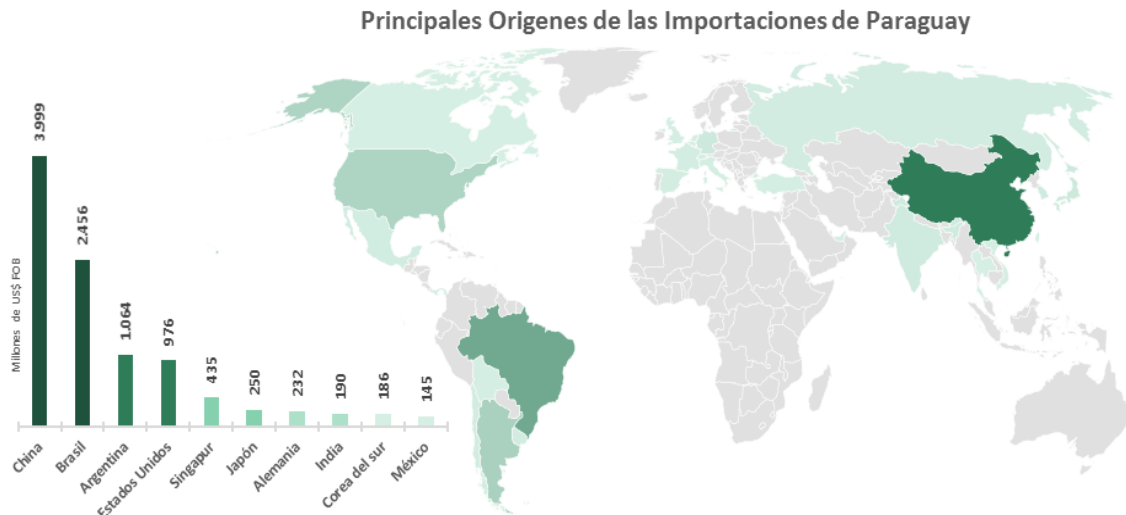 Principales Origenes de las Importaciones de Paraguay
Millones de US$ FOB
3.999
2.456
1.064
976
435
250
232
190
186
145
China
Brasil
Argentina
Estados Unidos
Singapur
Japón
Alemania
India
Corea del sur
México